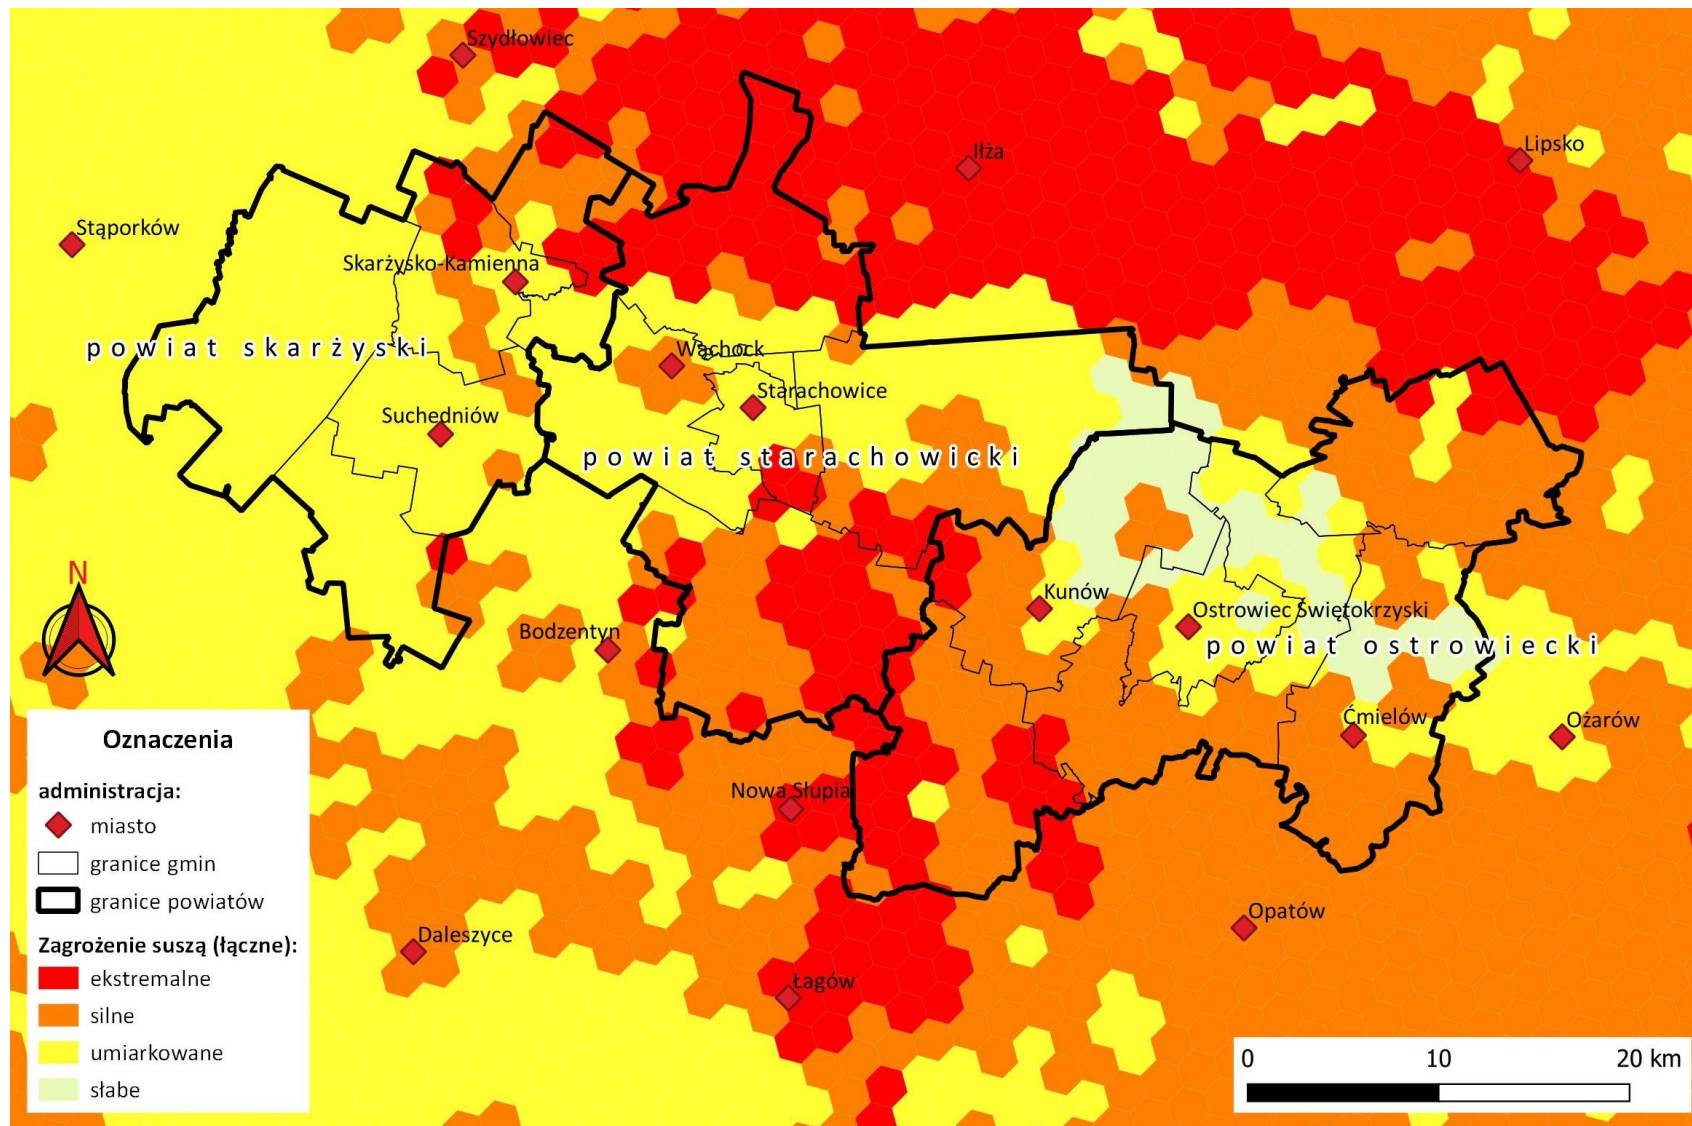 Szydłowiec
Iłża
Lipsko
Stąporków
Skarżysko-Kamienna
powiat skarżyski
Wąchock
Starachowice
Suchedniów
powiat starachowicki
N
Kunów
Ostrowiec Świętokrzyski
Bodzentyn
powiat ostrowiecki
Ćmielów
Ożarów
Nowa Słupia
Opatów
Daleszyce
Łagów
Oznaczenia
administracja:
miasto
granice gmin
granice powiatów
Zagrożenie suszą (łączne):
ekstremalne
silne
umiarkowane
słabe
0 10 20 km